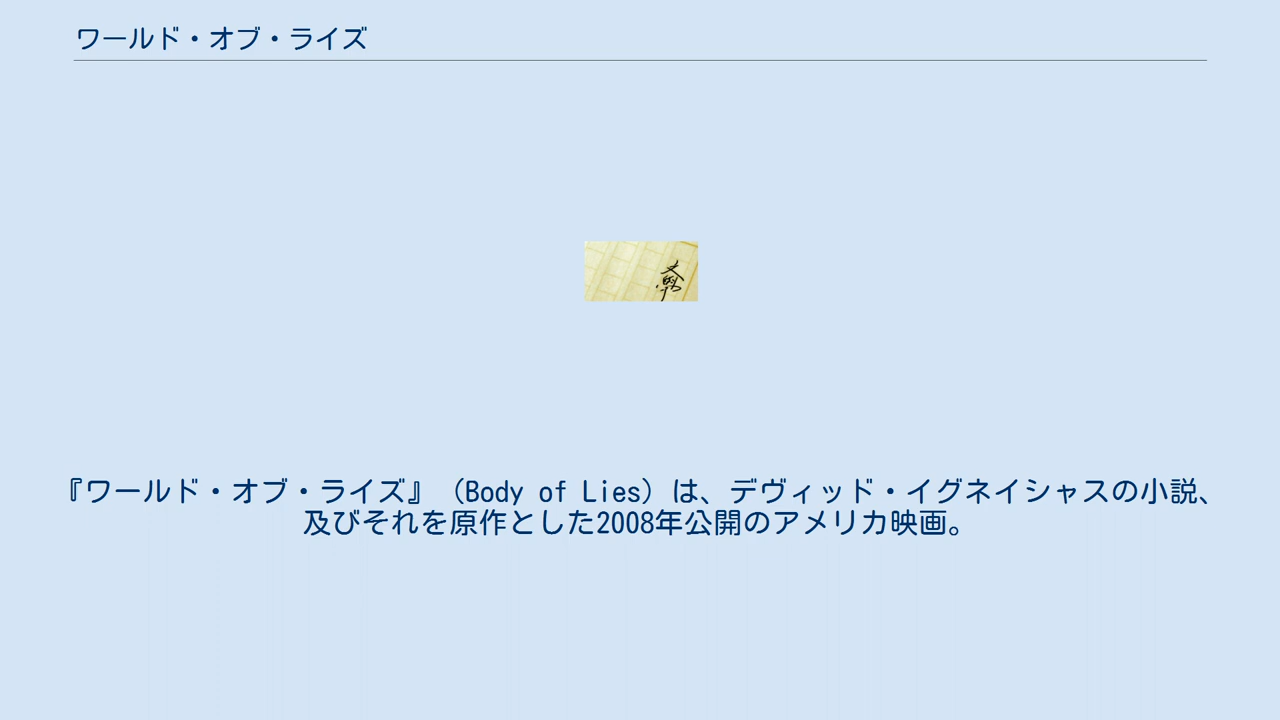 ワールド・オブ・ライズ
『ワールド・オブ・ライズ』（Body of Lies）は、デヴィッド・イグネイシャスの小説、
及びそれを原作とした2008年公開のアメリカ映画。